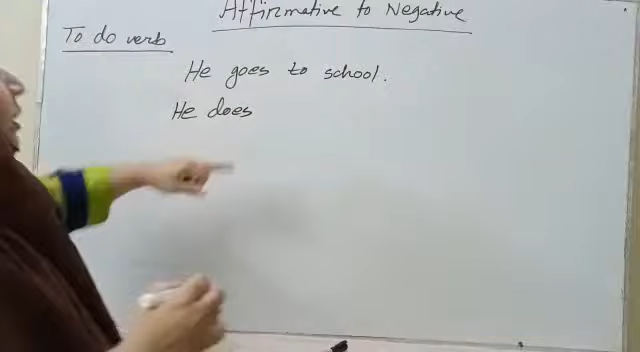 Affirmative to Negative
To do verb
He goes to school.
He does